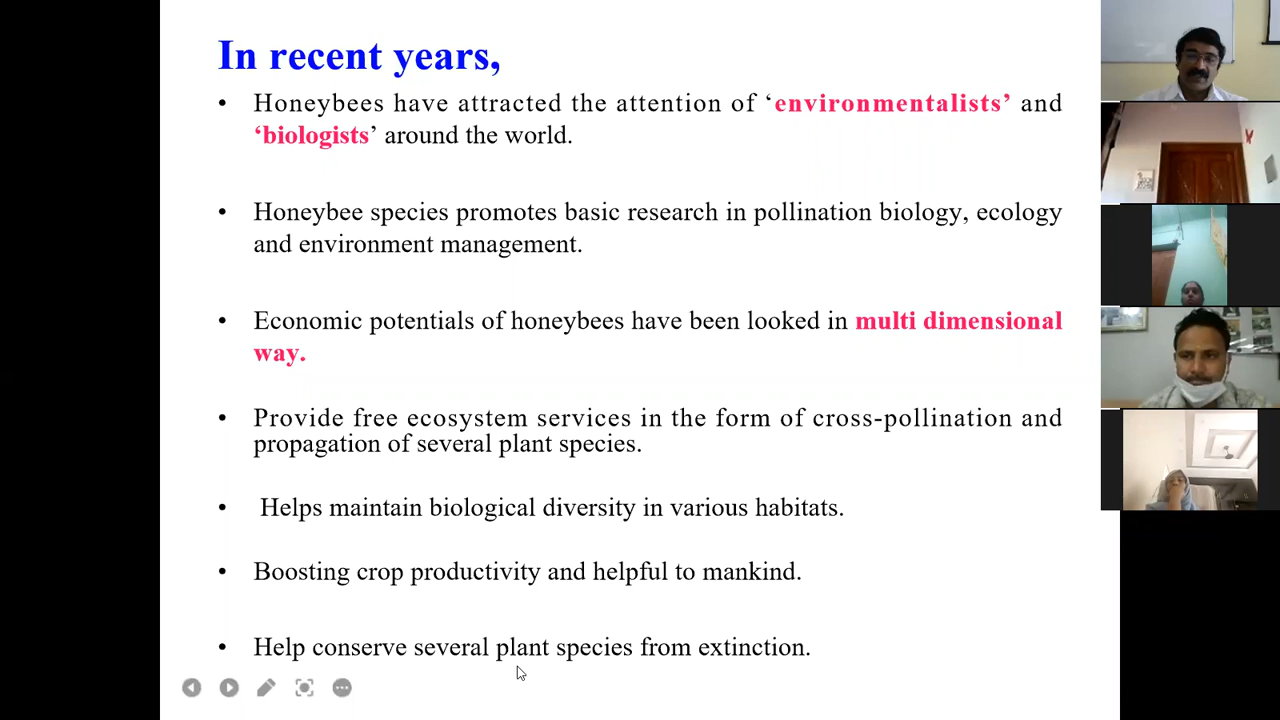 In recent years,
• Honeybees have attracted the attention of ‘environmentalists’ and
‘biologists’ around the world.
• Honeybee species promotes basic research in pollination biology, ecology
and environment management.
• Economic potentials of honeybees have been looked in multi dimensional
way.
• Provide free ecosystem services in the form of cross-pollination and
propagation of several plant species.
• Helps maintain biological diversity in various habitats.
• Boosting crop productivity and helpful to mankind.
• Help conserve several plant species from extinction.